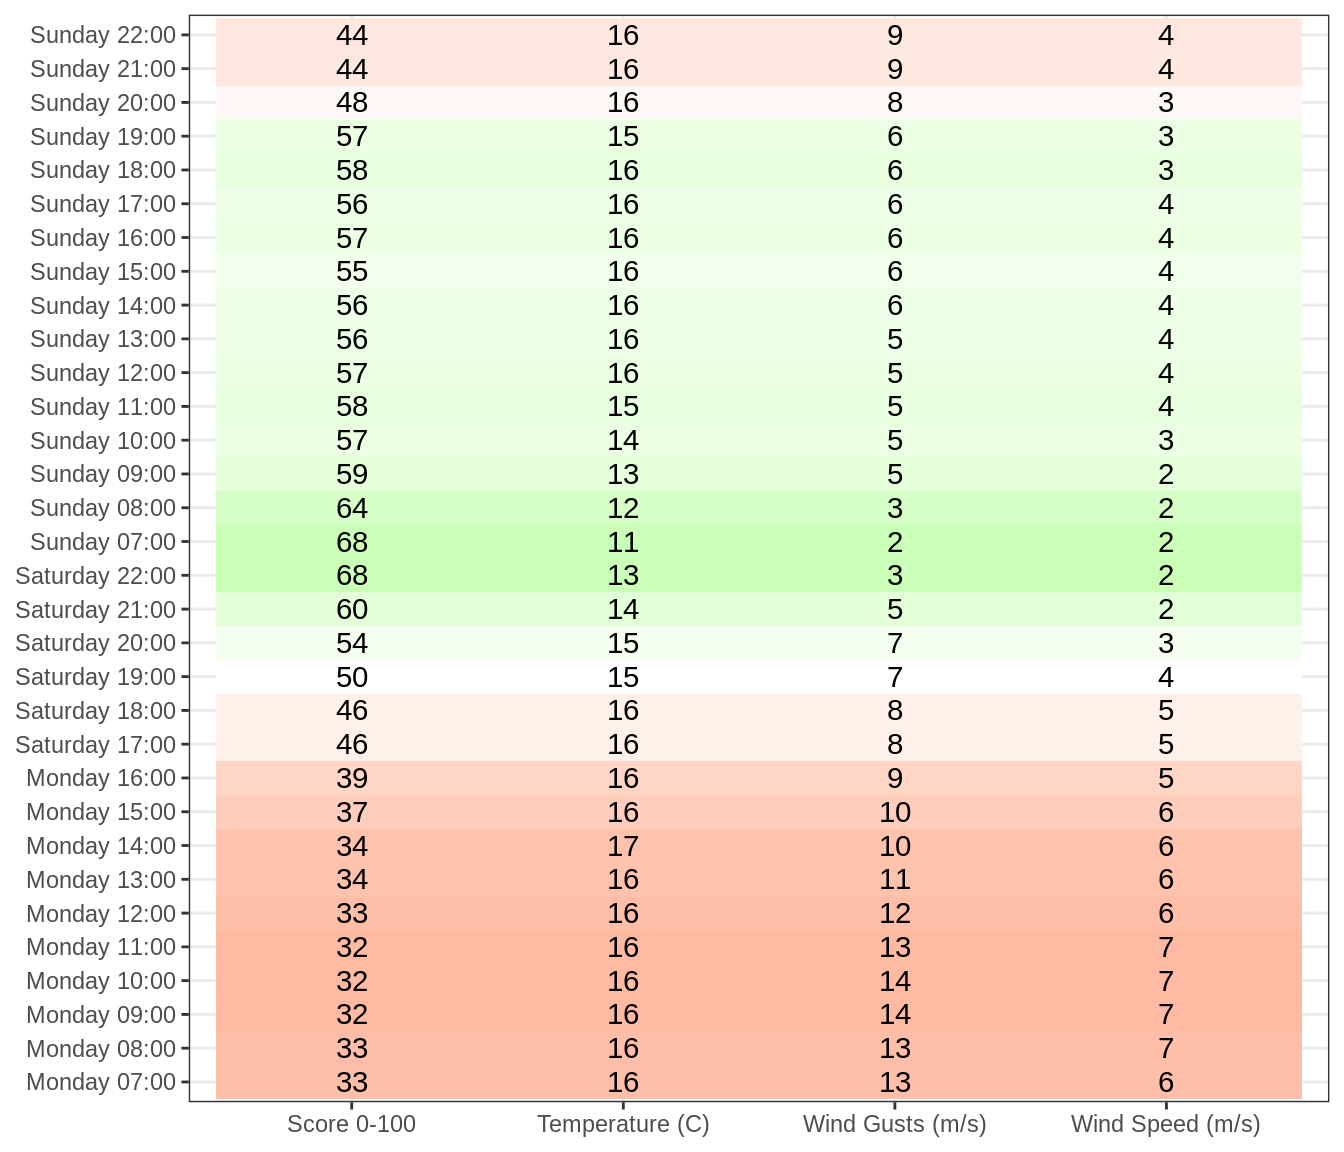 Sunday 22:00 44 16 9 4
Sunday 21:00 44 16 9 4
Sunday 20:00 48 16 8 3
Sunday 19:00 57 15 6 3
Sunday 18:00 58 16 6 3
Sunday 17:00 56 16 6 4
Sunday 16:00 57 16 6 4
Sunday 15:00 55 16 6 4
Sunday 14:00 56 16 6 4
Sunday 13:00 56 16 5 4
Sunday 12:00 57 16 5 4
Sunday 11:00 58 15 5 4
Sunday 10:00 57 14 5 3
Sunday 09:00 59 13 5 2
Sunday 08:00 64 12 3 2
Sunday 07:00 68 11 2 2
Saturday 22:00 68 13 3 2
Saturday 21:00 60 14 5 2
Saturday 20:00 54 15 7 3
Saturday 19:00 50 15 7 4
Saturday 18:00 46 16 8 5
Saturday 17:00 46 16 8 5
Monday 16:00 39 16 9 5
Monday 15:00 37 16 10 6
Monday 14:00 34 17 10 6
Monday 13:00 34 16 11 6
Monday 12:00 33 16 12 6
Monday 11:00 32 16 13 7
Monday 10:00 32 16 14 7
Monday 09:00 32 16 14 7
Monday 08:00 33 16 13 7
Monday 07:00 33 16 13 6
Score 0-100 Temperature (C) Wind Gusts (m/s) Wind Speed (m/s)